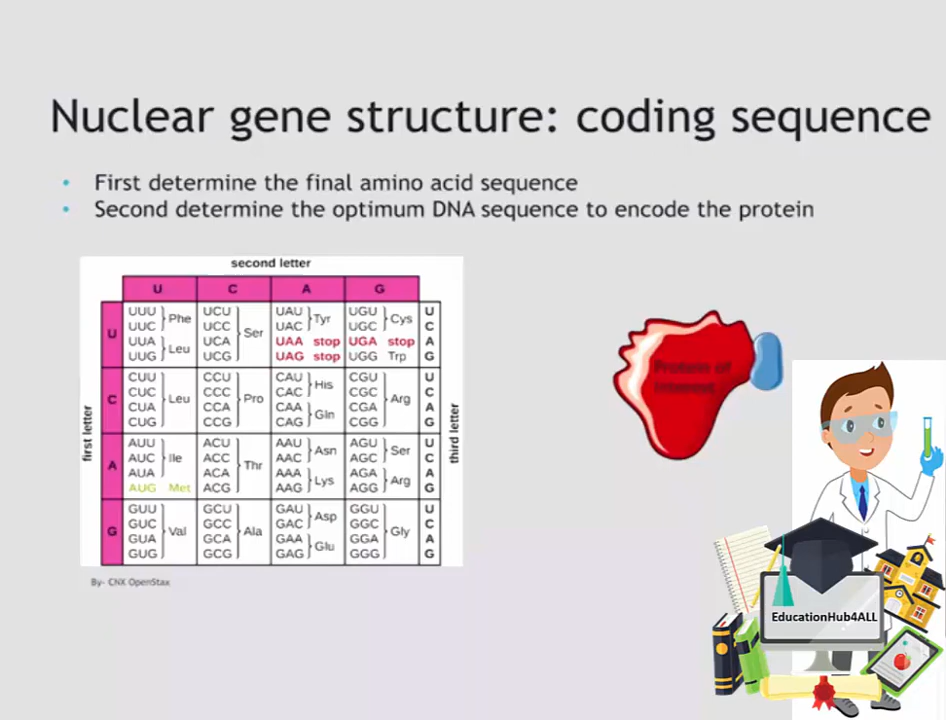 Nuclear gene structure: coding sequence
• First determine the final amino acid sequence
• Second determine the optimum DNA sequence to encode the protein
second letter
U C A G
first letter
third letter
U
UUU UUC Phe
UUA UUG Leu
UCU UCC UCA UCG Ser
UAU UAC Tyr
UAA stop
UAG stop
UGU UGC Cys
UGA stop
UGG Trp
U C A G
C
CUU CUC CUA CUG Leu
CCU CCC CCA CCG Pro
CAU CAC His
CAA CAG Gln
CGU CGC CGA CGG Arg
U C A G
A
AUU AUC AUA Ile
AUG Met
ACU ACC ACA ACG Thr
AAU AAC Asn
AAA AAG Lys
AGU AGC Ser
AGA AGG Arg
U C A G
G
GUU GUC GUA GUG Val
GCU GCC GCA GCG Ala
GAU GAC Asp
GAA GAG Glu
GGU GGC GGA GGG Gly
U C A G
By- CNX OpenStax
Protein of
Interest
EducationHub4ALL